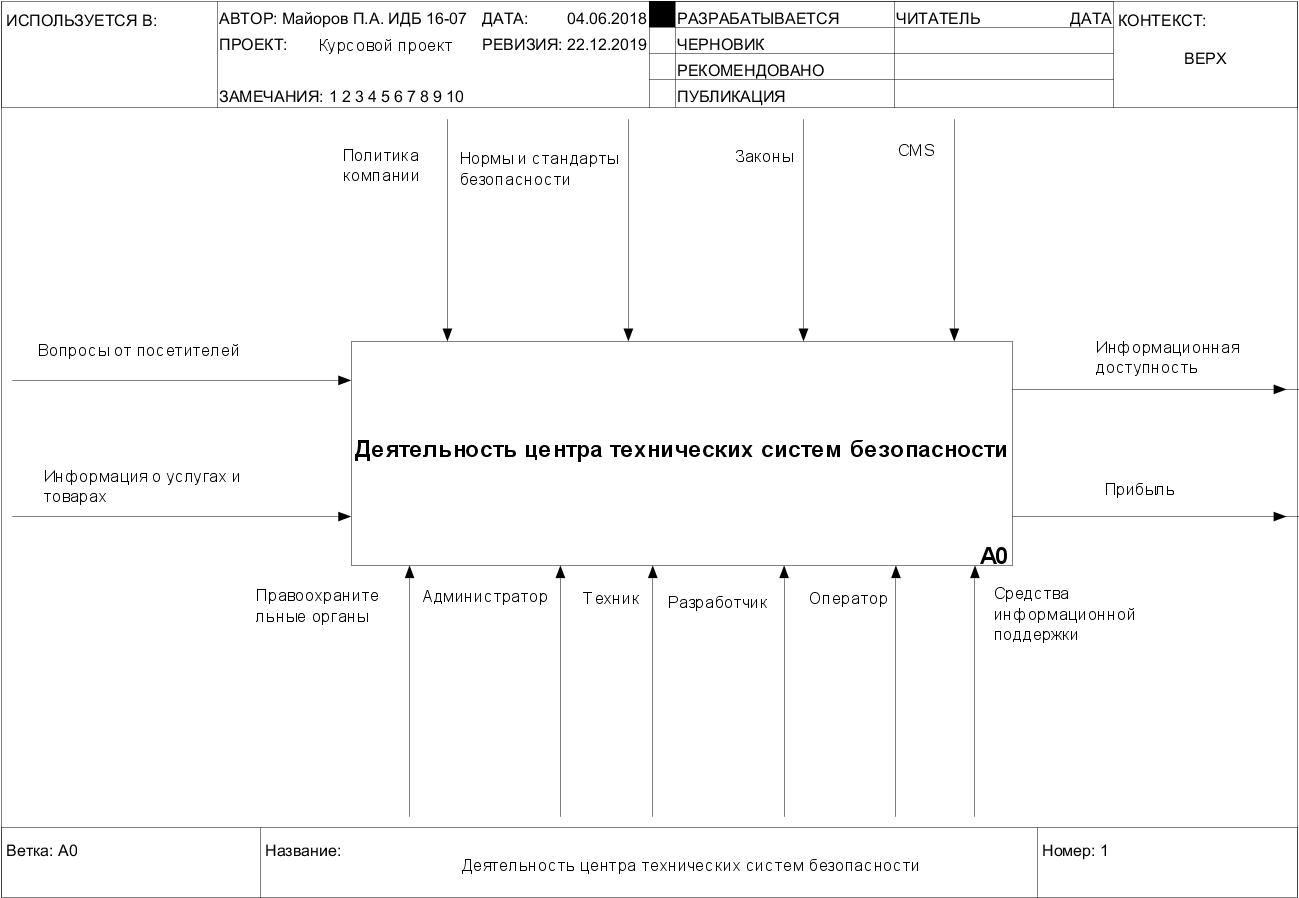 ИСПОЛЬЗУЕТСЯ В:
АВТОР: Майоров П.А. ИДБ 16-07 ДАТА: 04.06.2018
ПРОЕКТ: Курсовой проект РЕВИЗИЯ: 22.12.2019
ЗАМЕЧАНИЯ: 1 2 3 4 5 6 7 8 9 10
РАЗРАБАТЫВАЕТСЯ
ЧЕРНОВИК
РЕКОМЕНДОВАНО
ПУБЛИКАЦИЯ
ЧИТАТЕЛЬ ДАТА
КОНТЕКСТ:
ВЕРХ
Политика
компании
Нормы и стандарты
безопасности
Законы
CMS
Вопросы от посетителей
Информация о услугах и
товарах
Деятельность центра технических систем безопасности
A0
Информационная
доступность
Прибыль
Правоохраните
льные органы
Администратор
Техник
Разработчик
Оператор
Средства
информационной
поддержки
Ветка: A0
Название:
Деятельность центра технических систем безопасности
Номер: 1